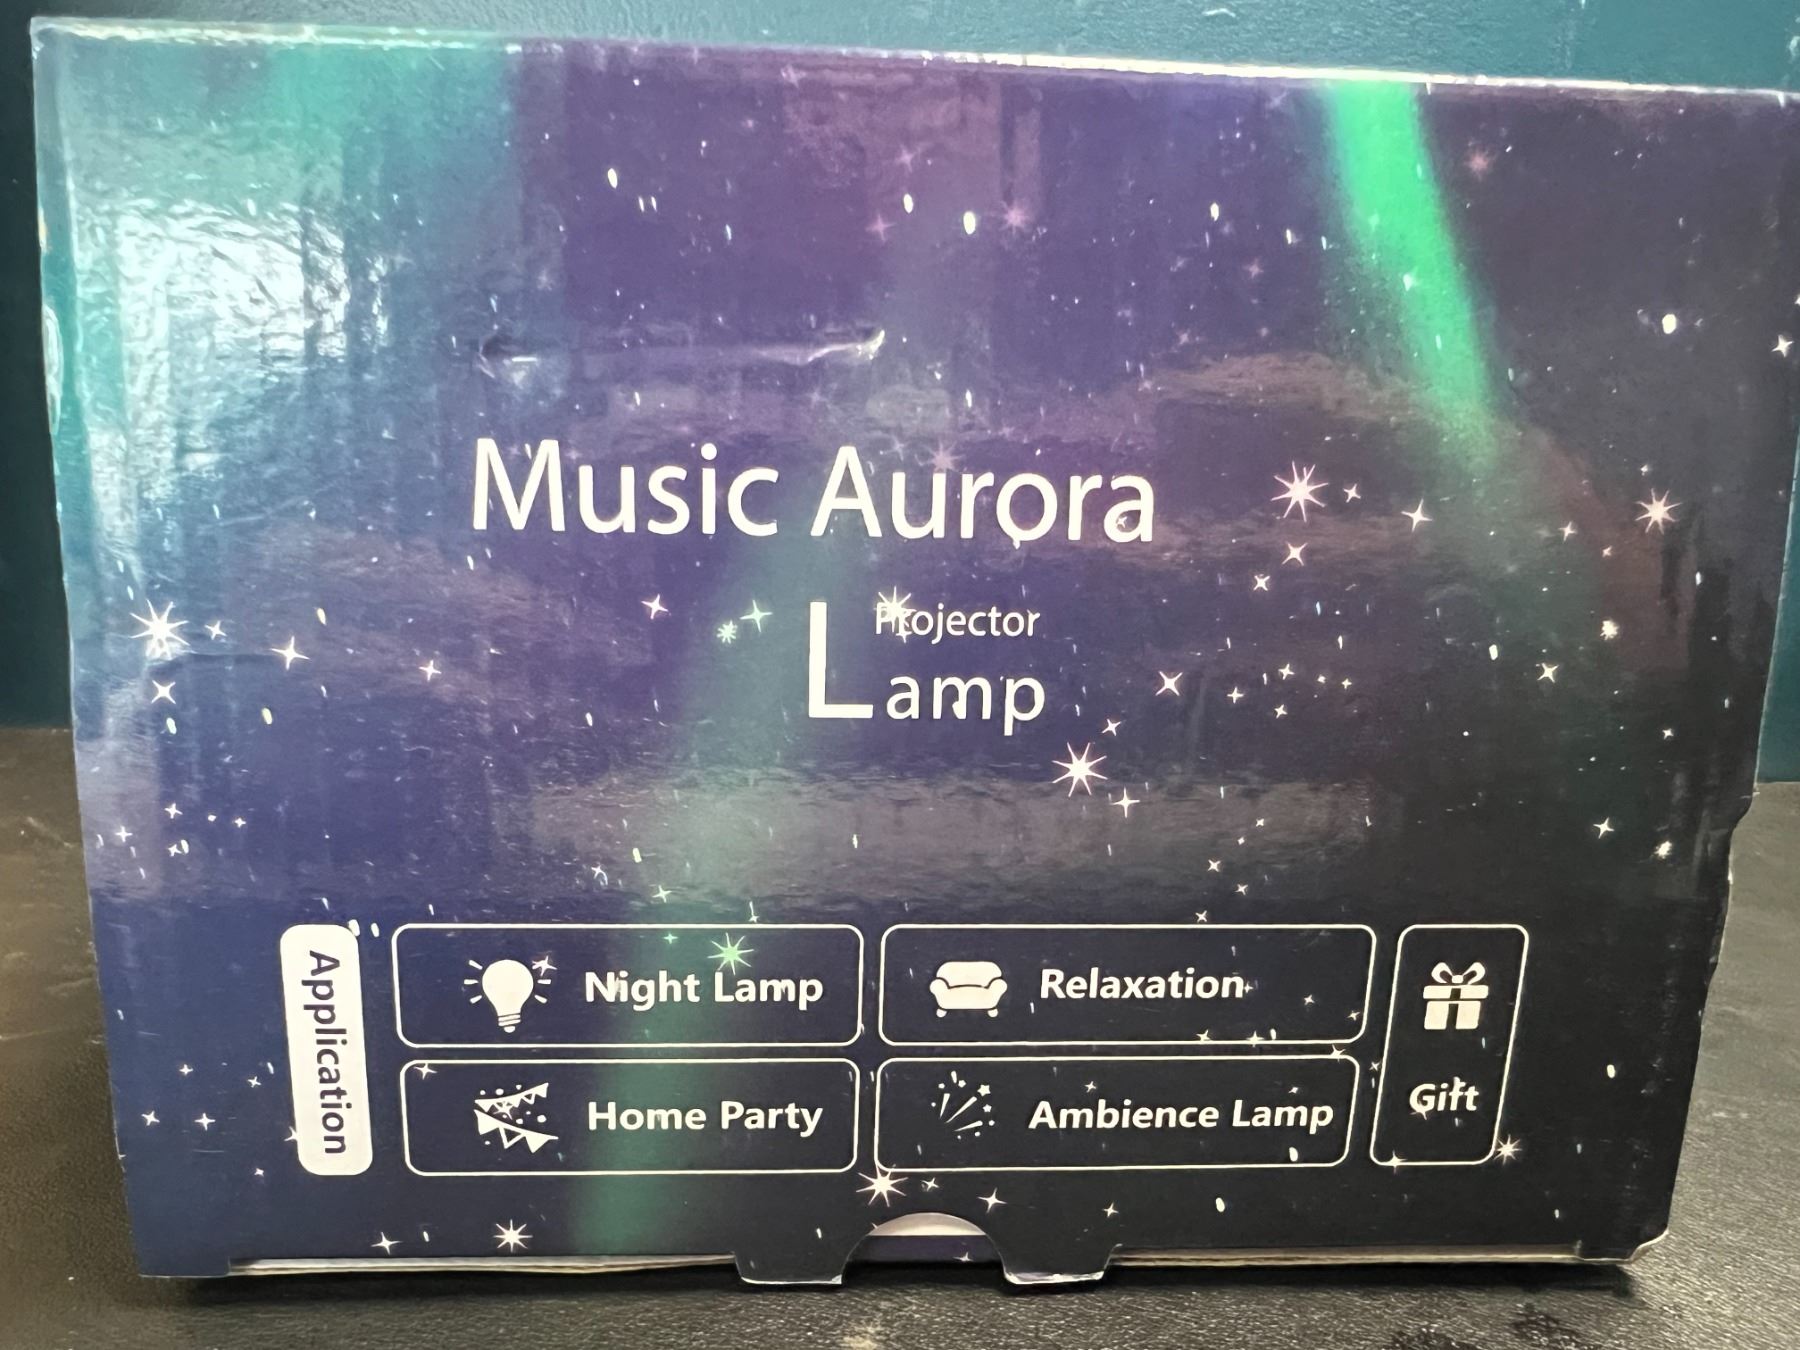 Music Aurora
Projector
Lamp
Application
Night Lamp
Relaxation
Home Party
Ambience Lamp
Gift